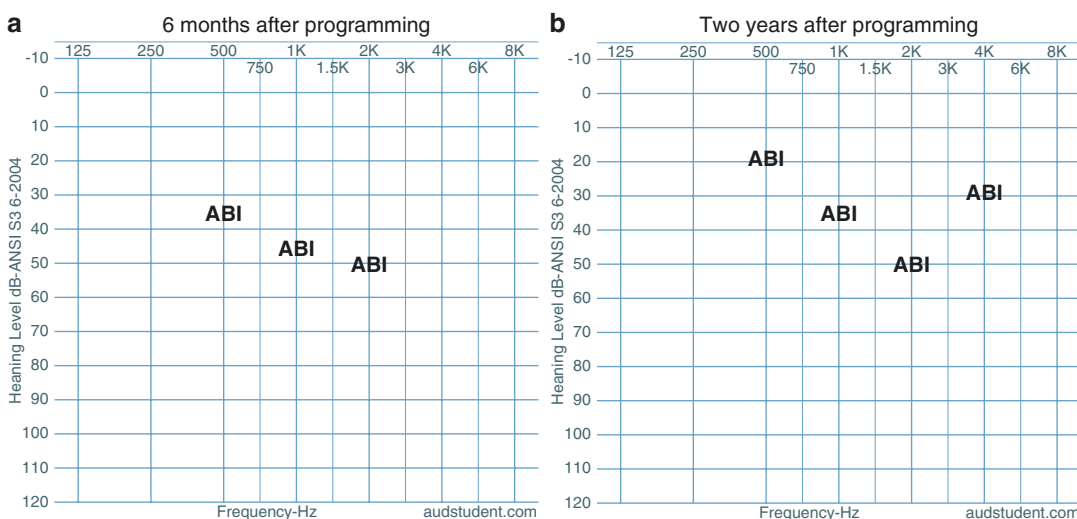 a 6 months after programming
125 250 500 1K 2K 4K 8K
750 1.5K 3K 6K
-10
0
10
20
30
40
50
60
70
80
90
100
110
120
Heaning Level dB-ANSI S3 6-2004
ABI
ABI
ABI
Frequency-Hz audstudent.com
b Two years after programming
125 250 500 1K 2K 4K 8K
750 1.5K 3K 6K
-10
0
10
20
30
40
50
60
70
80
90
100
110
120
Heaning Level dB-ANSI S3 6-2004
ABI
ABI
ABI
ABI
Frequency-Hz audstudent.com